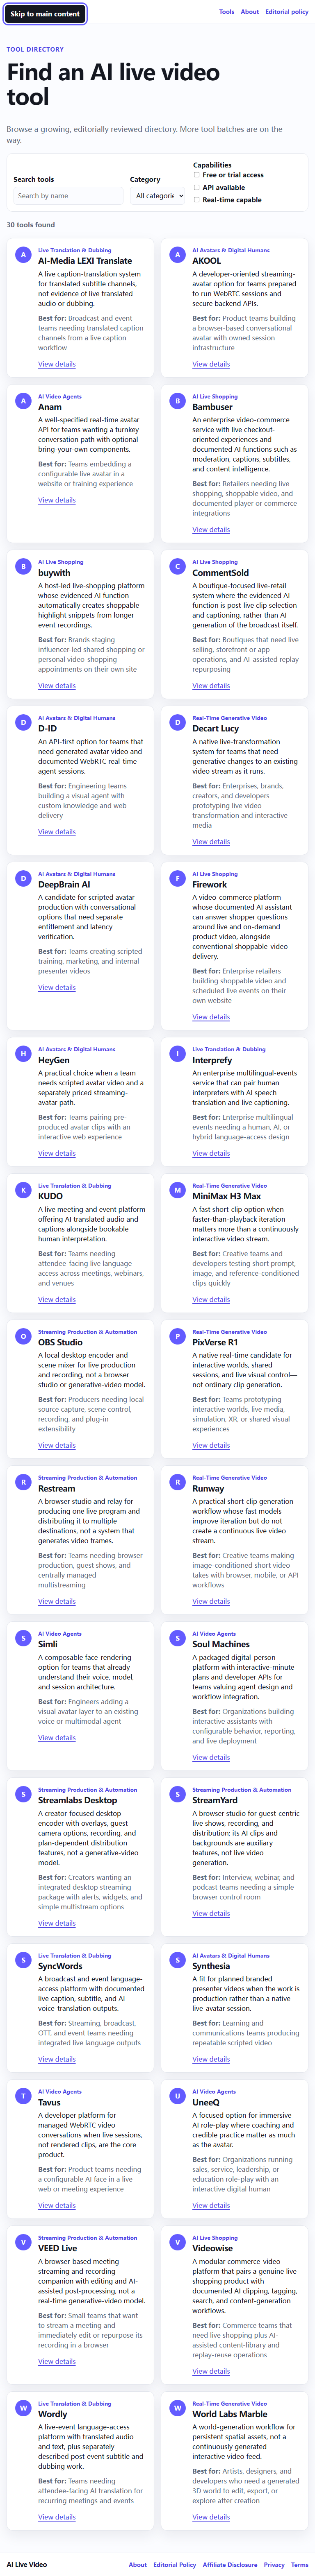 Skip to main content
Tools
About
Editorial policy
TOOL DIRECTORY
Find an AI live video
tool
Browse a growing, editorially reviewed directory. More tool batches are on the
way.
Search tools
Search by name
Category
All categorie
Capabilities
Free or trial access
API available
Real-time capable
30 tools found
A
Live Translation & Dubbing
AI-Media LEXI Translate
A live caption-translation system
for translated subtitle channels,
not evidence of live translated
audio or dubbing.
Best for: Broadcast and event
teams needing translated caption
channels from a live caption
workflow
View details
A
AI Avatars & Digital Humans
AKOOL
A developer-oriented streaming-
avatar option for teams prepared
to run WebRTC sessions and
secure backend APIs.
Best for: Product teams building
a browser-based conversational
avatar with owned session
infrastructure
View details
A
AI Video Agents
Anam
A well-specified real-time avatar
API for teams wanting a turnkey
conversation path with optional
bring-your-own components.
Best for: Teams embedding a
configurable live avatar in a
website or training experience
View details
B
AI Live Shopping
Bambuser
An enterprise video-commerce
service with live checkout-
oriented experiences and
documented AI functions such as
moderation, captions, subtitles,
and content intelligence.
Best for: Retailers needing live
shopping, shoppable video, and
documented player or commerce
integrations
View details
B
AI Live Shopping
buywith
A host-led live-shopping platform
whose evidenced AI function
automatically creates shoppable
highlight snippets from longer
event recordings.
Best for: Brands staging
influencer-led shared shopping or
personal video-shopping
appointments on their own site
View details
C
AI Live Shopping
CommentSold
A boutique-focused live-retail
system where the evidenced AI
function is post-live clip selection
and captioning, rather than AI
generation of the broadcast itself.
Best for: Boutiques that need live
selling, storefront or app
operations, and AI-assisted replay
repurposing
View details
D
AI Avatars & Digital Humans
D-ID
An API-first option for teams that
need generated avatar video and
documented WebRTC real-time
agent sessions.
Best for: Engineering teams
building a visual agent with
custom knowledge and web
delivery
View details
D
Real-Time Generative Video
Decart Lucy
A native live-transformation
system for teams that need
generative changes to an existing
video stream as it runs.
Best for: Enterprises, brands,
creators, and developers
prototyping live video
transformation and interactive
media
View details
D
AI Avatars & Digital Humans
DeepBrain AI
A candidate for scripted avatar
production with conversational
options that need separate
entitlement and latency
verification.
Best for: Teams creating scripted
training, marketing, and internal
presenter videos
View details
F
AI Live Shopping
Firework
A video-commerce platform
whose documented AI assistant
can answer shopper questions
around live and on-demand
product video, alongside
conventional shoppable-video
delivery.
Best for: Enterprise retailers
building shoppable video and
scheduled live events on their
own website
View details
H
AI Avatars & Digital Humans
HeyGen
A practical choice when a team
needs scripted avatar video and a
separately priced streaming-
avatar path.
Best for: Teams pairing pre-
produced avatar clips with an
interactive web experience
View details
I
Live Translation & Dubbing
Interprefy
An enterprise multilingual-events
service that can pair human
interpreters with AI speech
translation and live captioning.
Best for: Enterprise multilingual
events needing a human, AI, or
hybrid language-access design
View details
K
Live Translation & Dubbing
KUDO
A live meeting and event platform
offering AI translated audio and
captions alongside bookable
human interpretation.
Best for: Teams needing
attendee-facing live language
access across meetings, webinars,
and venues
View details
M
Real-Time Generative Video
MiniMax H3 Max
A fast short-clip option when
faster-than-playback iteration
matters more than a continuously
interactive video stream.
Best for: Creative teams and
developers testing short prompt,
image, and reference-conditioned
clips quickly
View details
O
Streaming Production & Automation
OBS Studio
A local desktop encoder and
scene mixer for live production
and recording, not a browser
studio or generative-video model.
Best for: Producers needing local
source capture, scene control,
recording, and plug-in
extensibility
View details
P
Real-Time Generative Video
PixVerse R1
A native real-time candidate for
interactive worlds, shared
sessions, and live visual control—
not ordinary clip generation.
Best for: Teams prototyping
interactive worlds, live media,
simulation, XR, or shared visual
experiences
View details
R
Streaming Production & Automation
Restream
A browser studio and relay for
producing one live program and
distributing it to multiple
destinations, not a system that
generates video frames.
Best for: Teams needing browser
production, guest shows, and
centrally managed
multistreaming
View details
R
Real-Time Generative Video
Runway
A practical short-clip generation
workflow whose fast models
improve iteration but do not
create a continuous live video
stream.
Best for: Creative teams making
image-conditioned short video
takes with browser, mobile, or API
workflows
View details
S
AI Video Agents
Simli
A composable face-rendering
option for teams that already
understand their voice, model,
and session architecture.
Best for: Engineers adding a
visual avatar layer to an existing
voice or multimodal agent
View details
S
AI Video Agents
Soul Machines
A packaged digital-person
platform with interactive-minute
plans and developer APIs for
teams valuing agent design and
workflow integration.
Best for: Organizations building
interactive assistants with
configurable behavior, reporting,
and live deployment
View details
S
Streaming Production & Automation
Streamlabs Desktop
A creator-focused desktop
encoder with overlays, guest
camera options, recording, and
plan-dependent distribution
features, not a generative-video
model.
Best for: Creators wanting an
integrated desktop streaming
package with alerts, widgets, and
simple multistream options
View details
S
Streaming Production & Automation
StreamYard
A browser studio for guest-centric
live shows, recording, and
distribution; its AI clips and
backgrounds are auxiliary
features, not live video
generation.
Best for: Interview, webinar, and
podcast teams needing a simple
browser control room
View details
S
Live Translation & Dubbing
SyncWords
A broadcast and event language-
access platform with documented
live caption, subtitle, and AI
voice-translation outputs.
Best for: Streaming, broadcast,
OTT, and event teams needing
integrated live language outputs
View details
S
AI Avatars & Digital Humans
Synthesia
A fit for planned branded
presenter videos when the work is
production rather than a native
live-avatar session.
Best for: Learning and
communications teams producing
repeatable scripted video
View details
T
AI Video Agents
Tavus
A developer platform for
managed WebRTC video
conversations when live sessions,
not rendered clips, are the core
product.
Best for: Product teams needing
a configurable AI face in a live
web or meeting experience
View details
U
AI Video Agents
UneeQ
A focused option for immersive
AI role-play where coaching and
credible practice matter as much
as the avatar.
Best for: Organizations running
sales, service, leadership, or
education role-play with an
interactive digital human
View details
V
Streaming Production & Automation
VEED Live
A browser-based meeting-
streaming and recording
companion with editing and AI-
assisted post-processing, not a
real-time generative-video model.
Best for: Small teams that want
to stream a meeting and
immediately edit or repurpose its
recording in a browser
View details
V
AI Live Shopping
Videowise
A modular commerce-video
platform that pairs a genuine live-
shopping product with
documented AI clipping, tagging,
search, and content-generation
workflows.
Best for: Commerce teams that
need live shopping plus AI-
assisted content-library and
replay-reuse operations
View details
W
Live Translation & Dubbing
Wordly
A live-event language-access
platform with translated audio
and text, plus separately
described post-event subtitle and
dubbing work.
Best for: Teams needing
attendee-facing AI translation for
recurring meetings and events
View details
W
Real-Time Generative Video
World Labs Marble
A world-generation workflow for
persistent spatial assets, not a
continuously generated
interactive video feed.
Best for: Artists, designers, and
developers who need a generated
3D world to edit, export, or
explore after creation
View details
AI Live Video
About
Editorial Policy
Affiliate Disclosure
Privacy
Terms